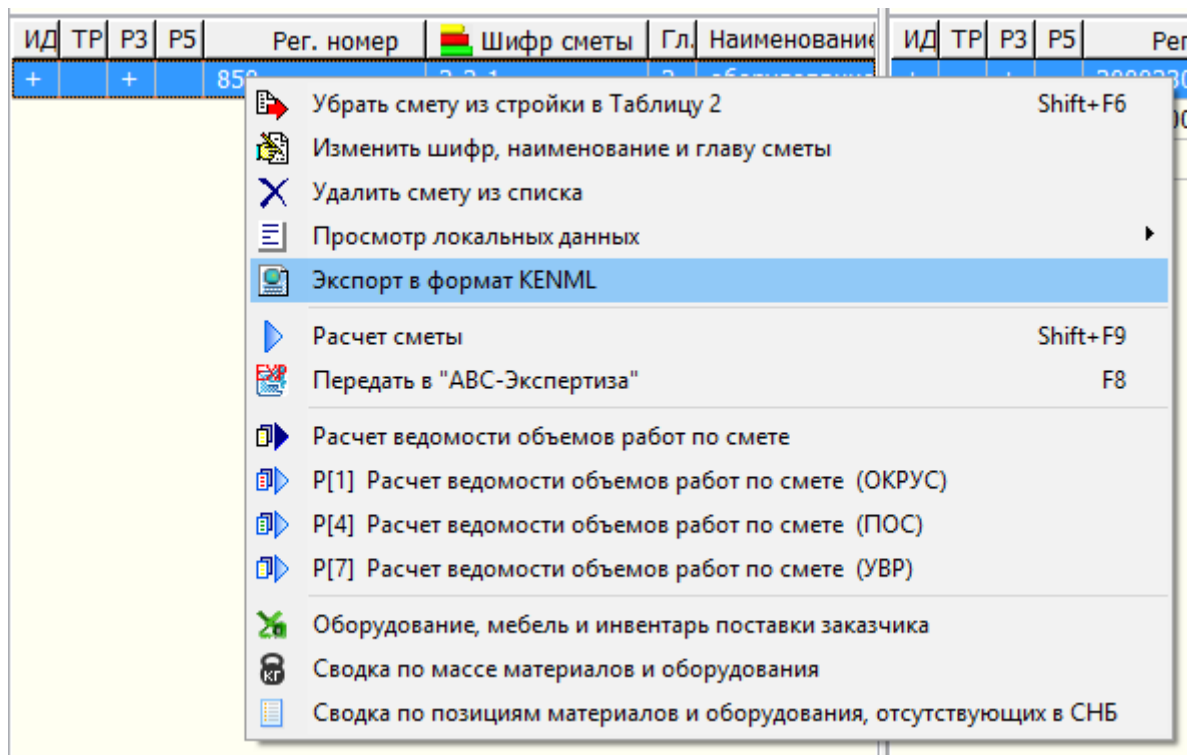 ИД ТР Р3 Р5 Рег. номер Шифр сметы Гл. Наименование ИД ТР Р3 Р5 Рег
+ + 850
Убрать смету из стройки в Таблицу 2 Shift+F6
Изменить шифр, наименование и главу сметы
Удалить смету из списка
Просмотр локальных данных
Экспорт в формат KENML
Расчет сметы Shift+F9
Передать в "АВС-Экспертиза" F8
Расчет ведомости объемов работ по смете
Р[1] Расчет ведомости объемов работ по смете (ОКРУС)
Р[4] Расчет ведомости объемов работ по смете (ПОС)
Р[7] Расчет ведомости объемов работ по смете (УВР)
Оборудование, мебель и инвентарь поставки заказчика
Сводка по массе материалов и оборудования
Сводка по позициям материалов и оборудования, отсутствующих в СНБ